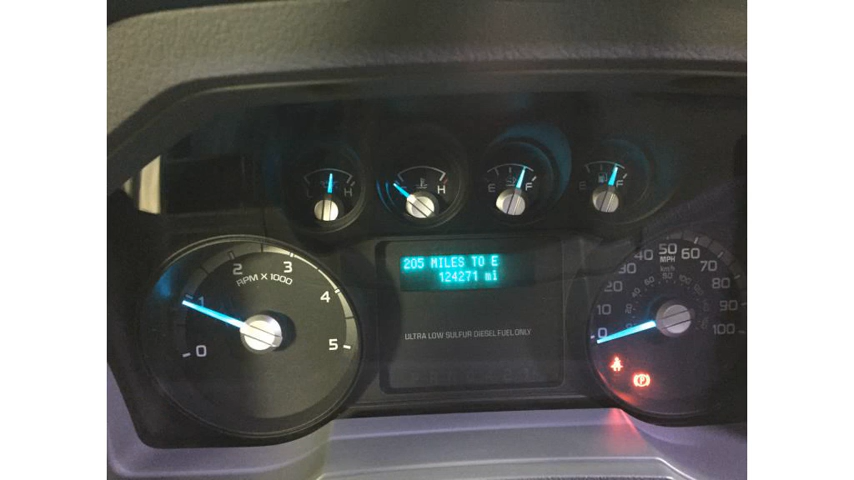 H
H
E F
E F
205 MILES TO E
124271 mi
0 1 2 3 4 5
RPM X 1000
ULTRA LOW SULFUR DIESEL FUEL ONLY
0 20 30 40 50 60 70 80 90 100
MPH
km/h